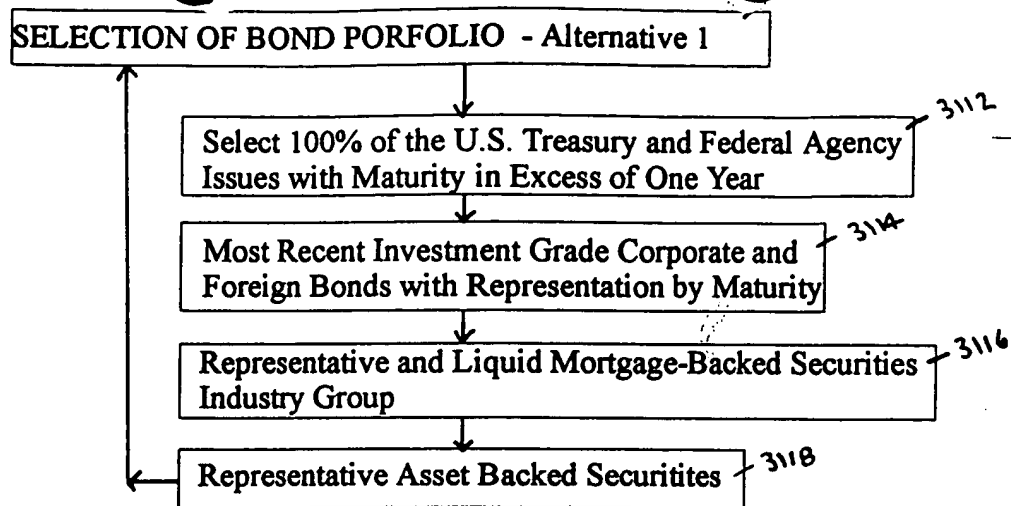 SELECTION OF BOND PORFOLIO - Alternative 1
3112
Select 100% of the U.S. Treasury and Federal Agency
Issues with Maturity in Excess of One Year
3114
Most Recent Investment Grade Corporate and
Foreign Bonds with Representation by Maturity
3116
Representative and Liquid Mortgage-Backed Securities
Industry Group
3118
Representative Asset Backed Securitites